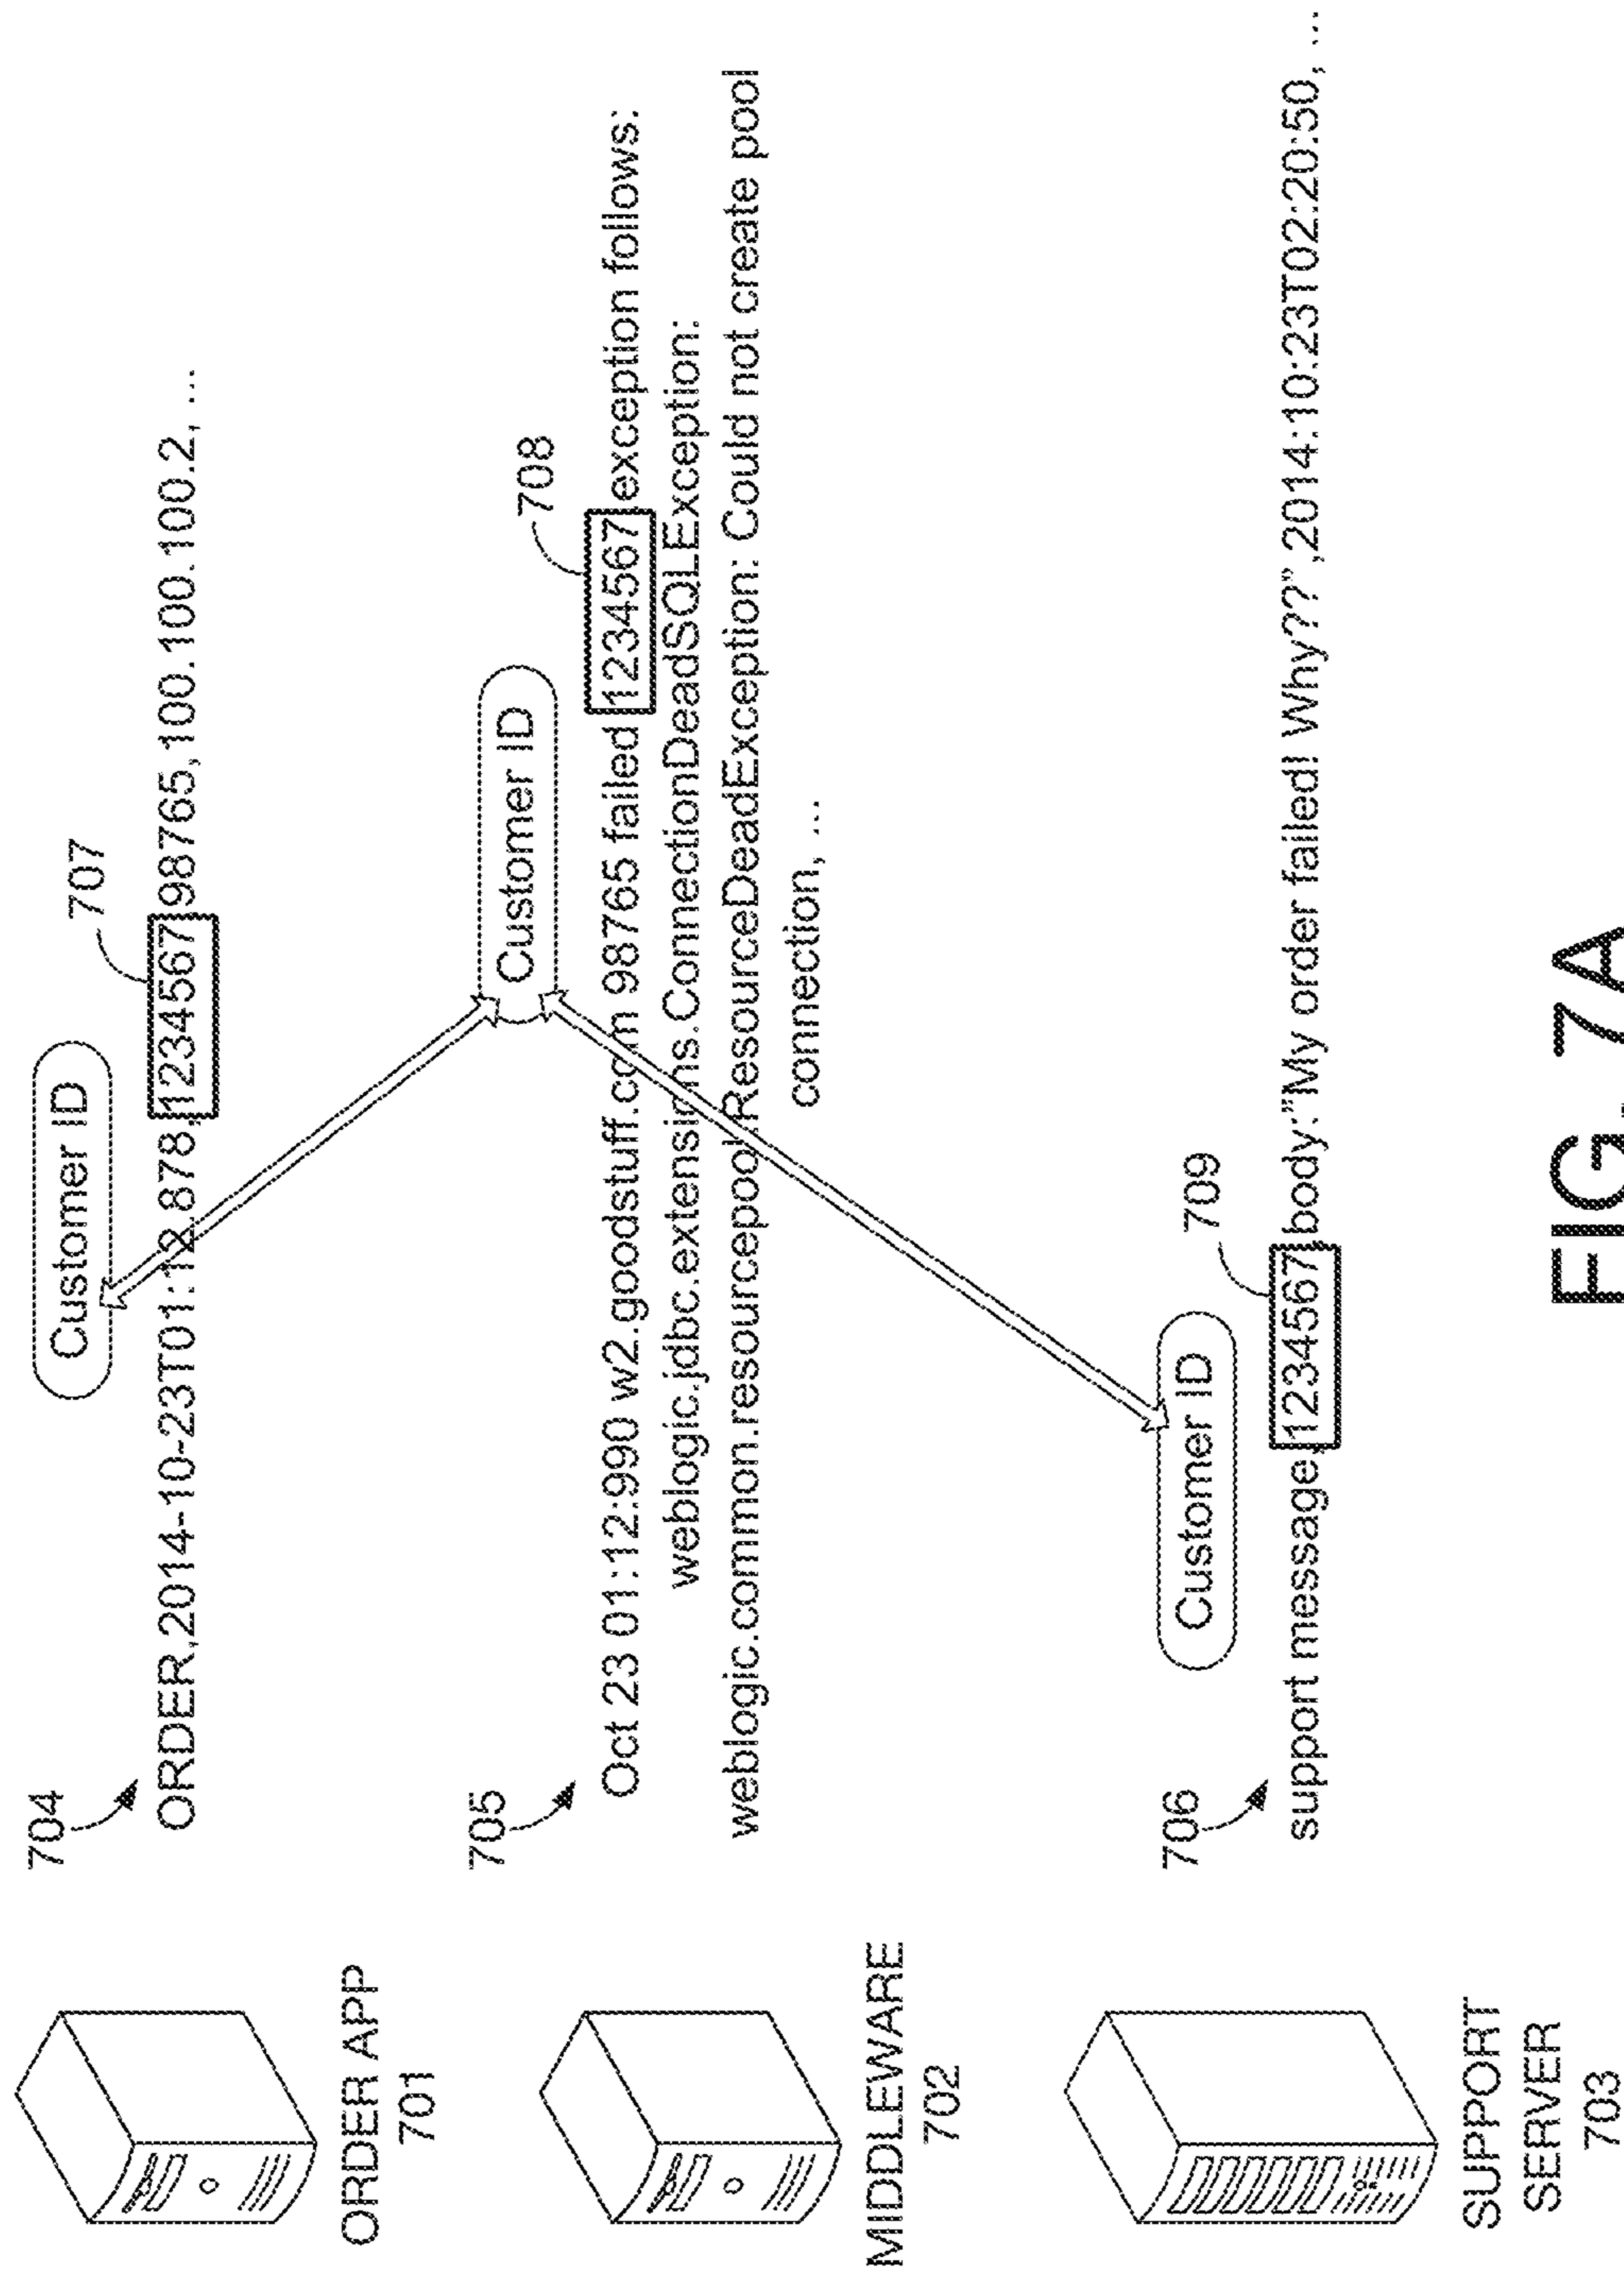 ORDER APP
701
704
Customer ID
707
ORDER,2014-10-23T01:12.878,1234567,98765,100.100.100.2, ...
MIDDLEWARE
702
705
Customer ID
708
Oct 23 01:12:990 w2.goodstuff.com 98765 failed 1234567 exception follows:
weblogic.jdbc.extensions.ConnectionDeadSQLException:
weblogic.common.resourcepool.ResourceDeadException: Could not create pool
connection, ...
SUPPORT
SERVER
703
706
Customer ID
709
support message,1234567,body:"My order failed! Why??",2014:10:23T02:20:50, ...
FIG. 7A